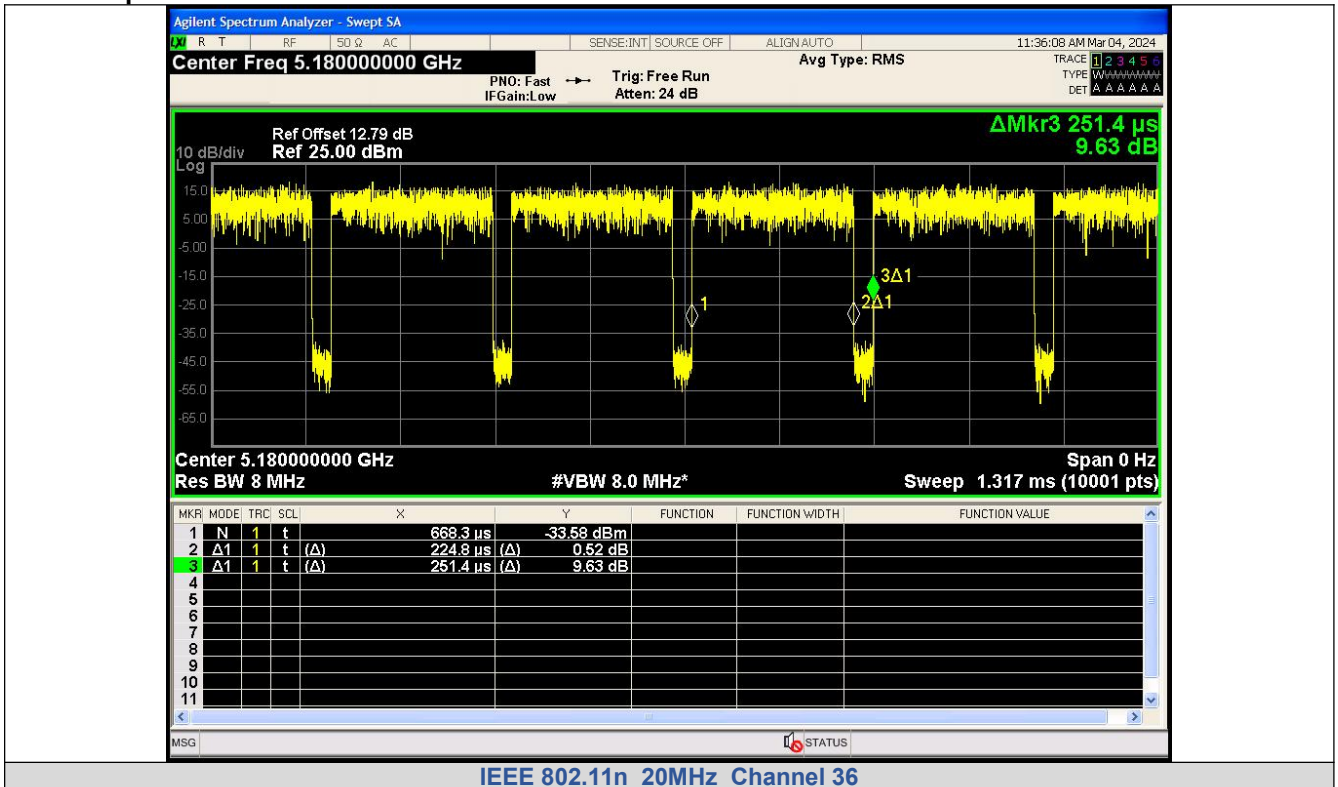 Agilent Spectrum Analyzer - Swept SA
LXI R T RF 50 Ω AC SENSE:INT SOURCE OFF ALIGN AUTO 11:36:08 AM Mar 04, 2024
Center Freq 5.180000000 GHz
Avg Type: RMS
TRACE 1 2 3 4 5 6
PNO: Fast Trig: Free Run
TYPE
IFGain:Low Atten: 24 dB
DET A A A A A A
ΔMkr3 251.4 µs
9.63 dB
Ref Offset 12.79 dB
10 dB/div Ref 25.00 dBm
Log
15.0
5.00
-5.00
-15.0
3Δ1
-25.0
1
2Δ1
-35.0
-45.0
-55.0
-65.0
Center 5.180000000 GHz Span 0 Hz
Res BW 8 MHz #VBW 8.0 MHz* Sweep 1.317 ms (10001 pts)
MKR MODE TRC SCL X Y FUNCTION FUNCTION WIDTH FUNCTION VALUE
1 N 1 t 668.3 µs -33.58 dBm
2 Δ1 1 t (Δ) 224.8 µs (Δ) 0.52 dB
3 Δ1 1 t (Δ) 251.4 µs (Δ) 9.63 dB
4
5
6
7
8
9
10
11
MSG STATUS
IEEE 802.11n 20MHz Channel 36